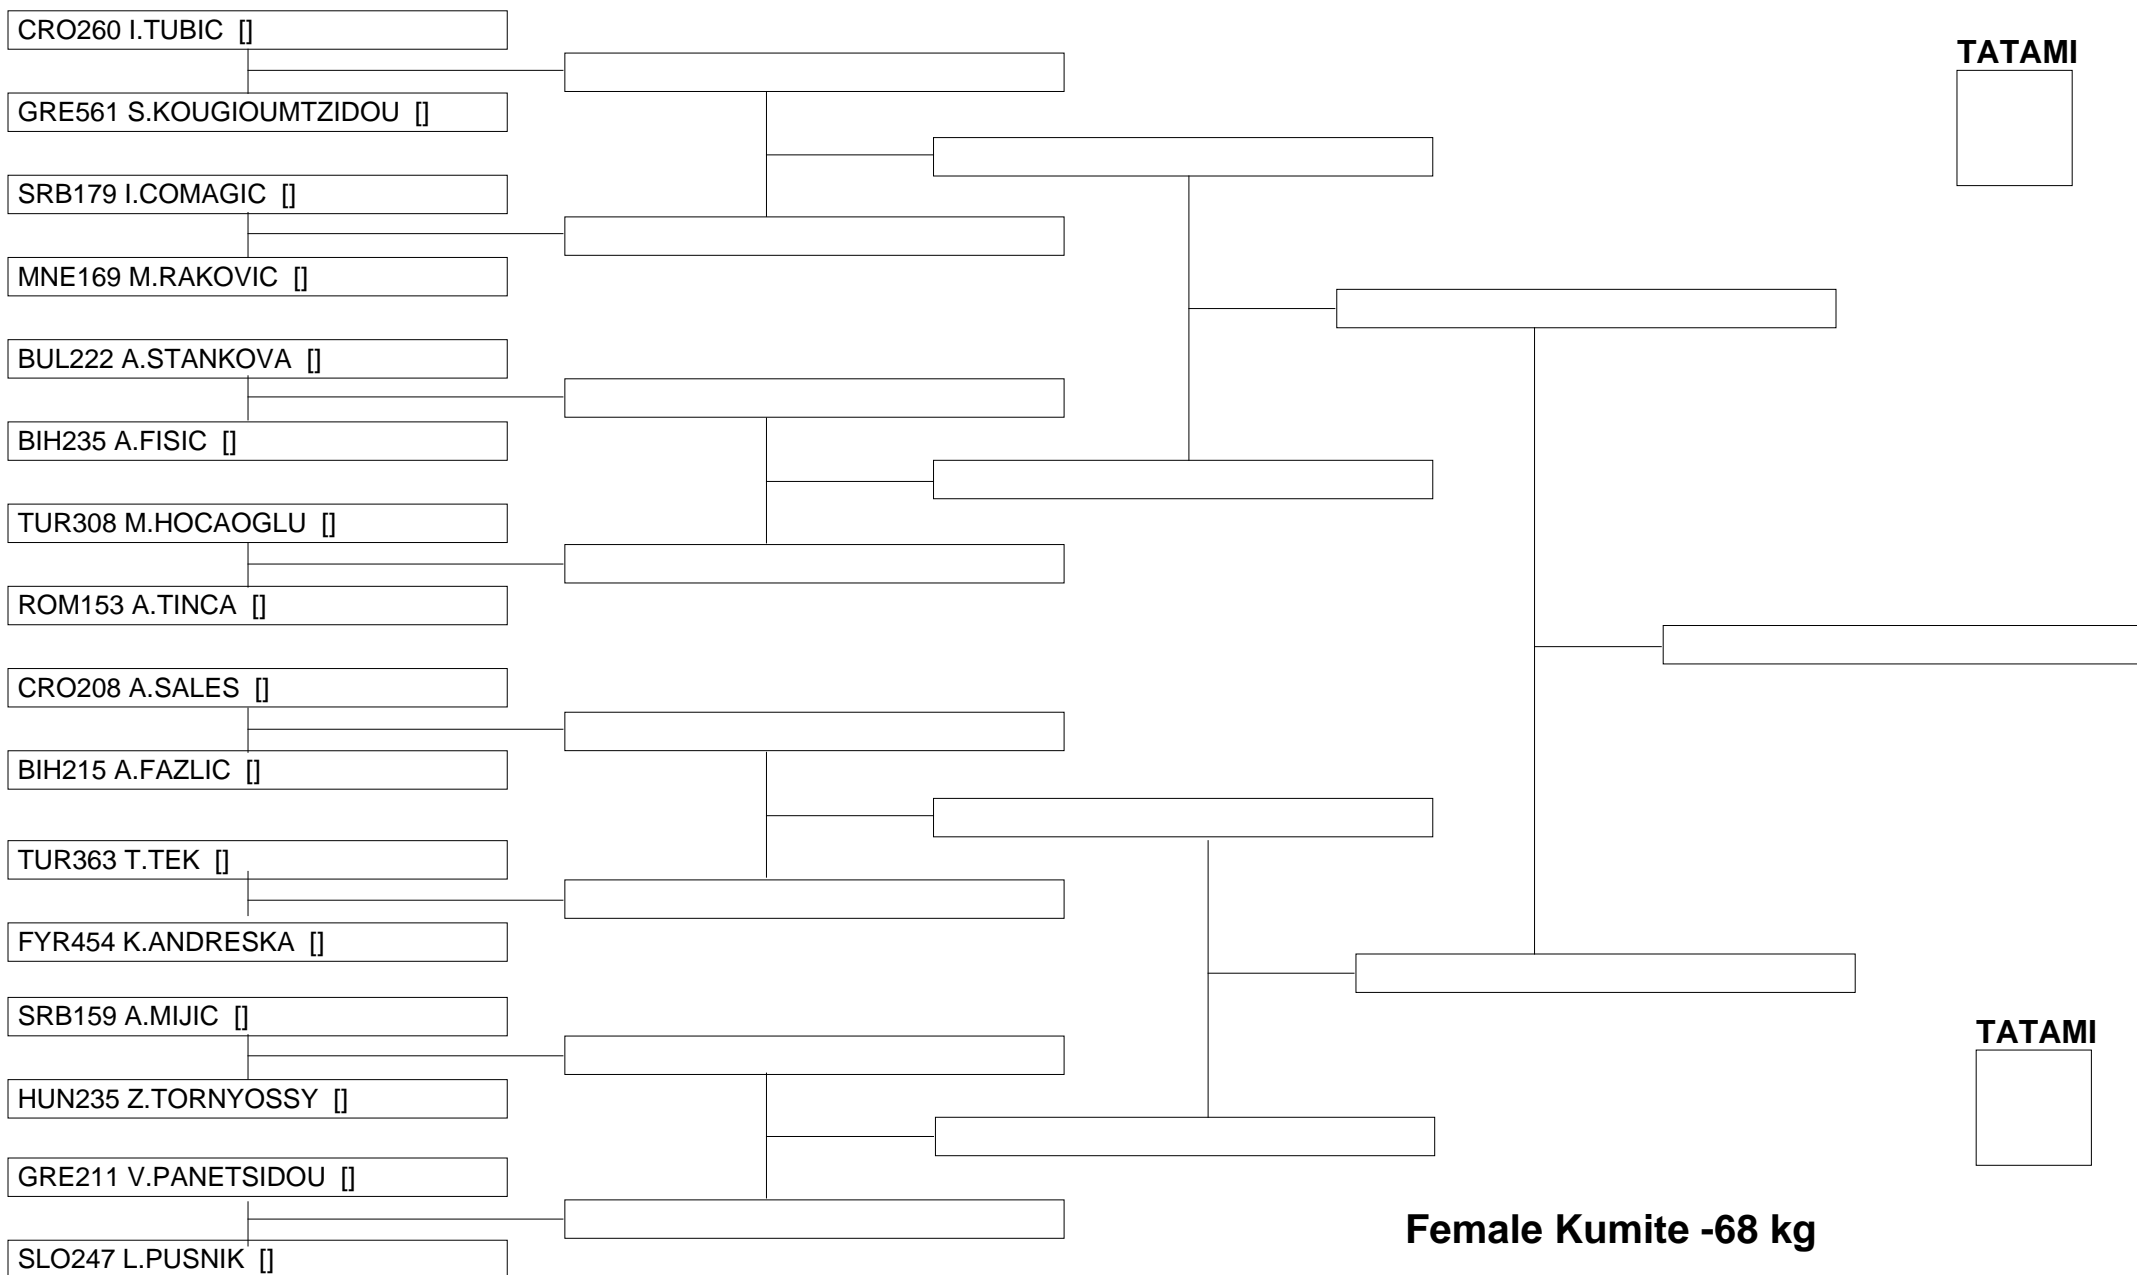 CRO260 I.TUBIC []
TATAMI
GRE561 S.KOUGIOUMTZIDOU []
SRB179 I.COMAGIC []
MNE169 M.RAKOVIC []
BUL222 A.STANKOVA []
BIH235 A.FISIC []
TUR308 M.HOCAOGLU []
ROM153 A.TINCA []
CRO208 A.SALES []
BIH215 A.FAZLIC []
TUR363 T.TEK []
FYR454 K.ANDRESKA []
SRB159 A.MIJIC []
TATAMI
HUN235 Z.TORNYOSSY []
GRE211 V.PANETSIDOU []
Female Kumite -68 kg
SLO247 L.PUSNIK []